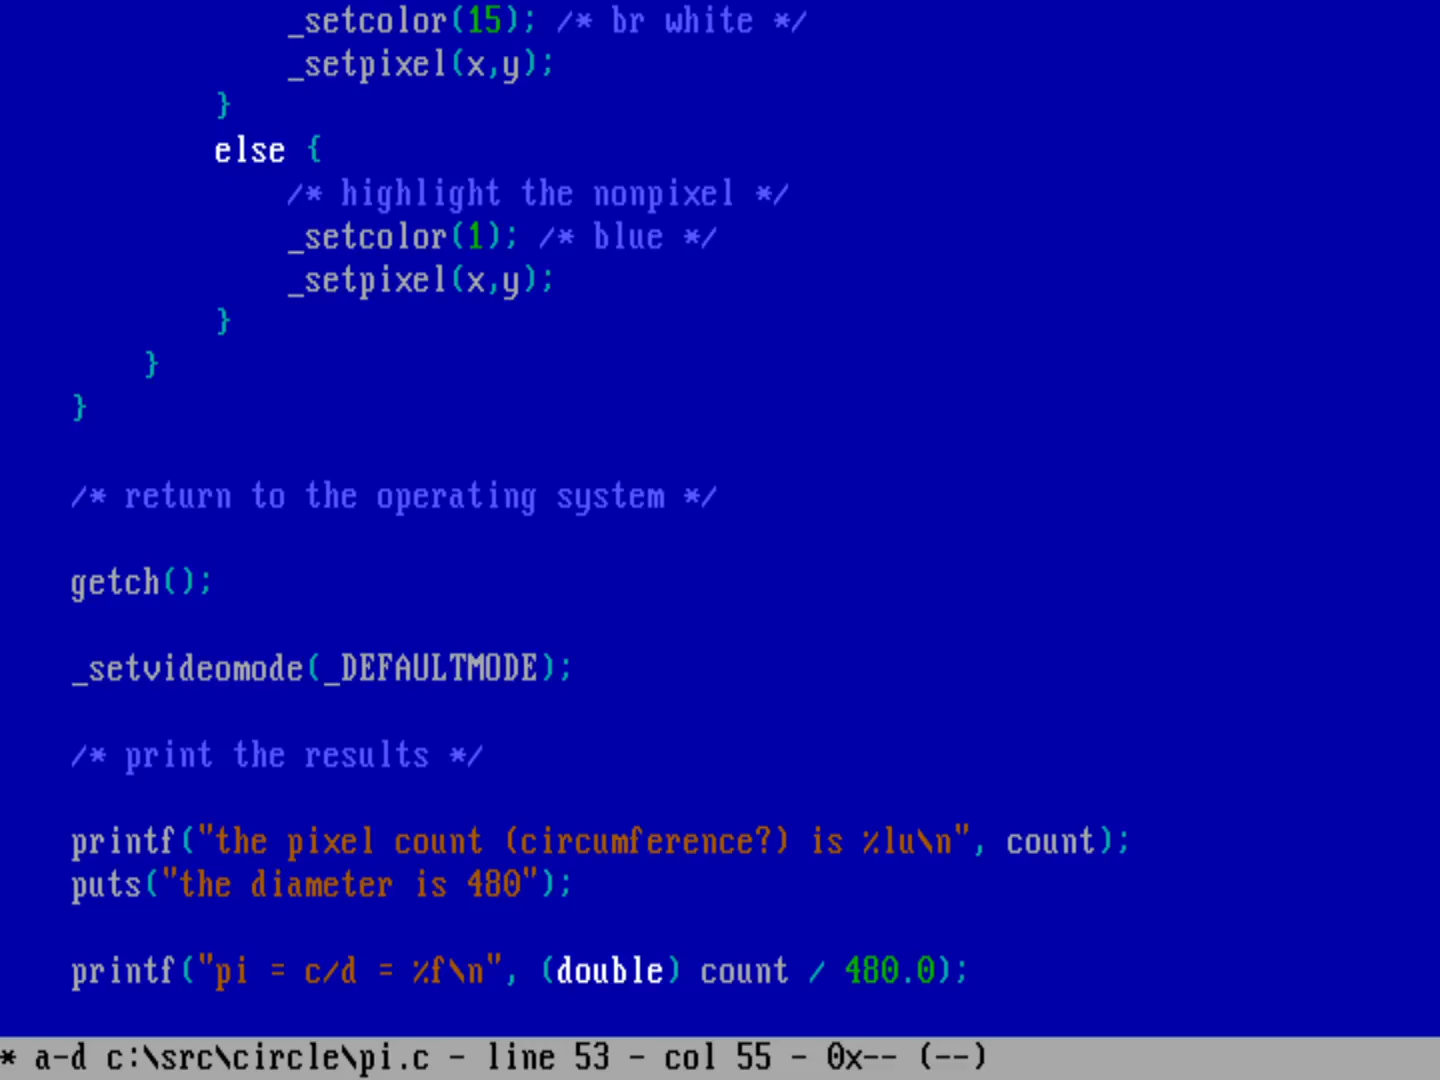 _setcolor(15); /* br white */
_setpixel(x,y);
}
else {
/* highlight the nonpixel */
_setcolor(1); /* blue */
_setpixel(x,y);
}
}
}
/* return to the operating system */
getch();
_setvideomode(_DEFAULTMODE);
/* print the results */
printf("the pixel count (circumference?) is %lu\n", count);
puts("the diameter is 480");
printf("pi = c/d = %f\n", (double) count / 480.0);
* a-d c:\src\circle\pi.c - line 53 - col 55 - 0x-- (--)